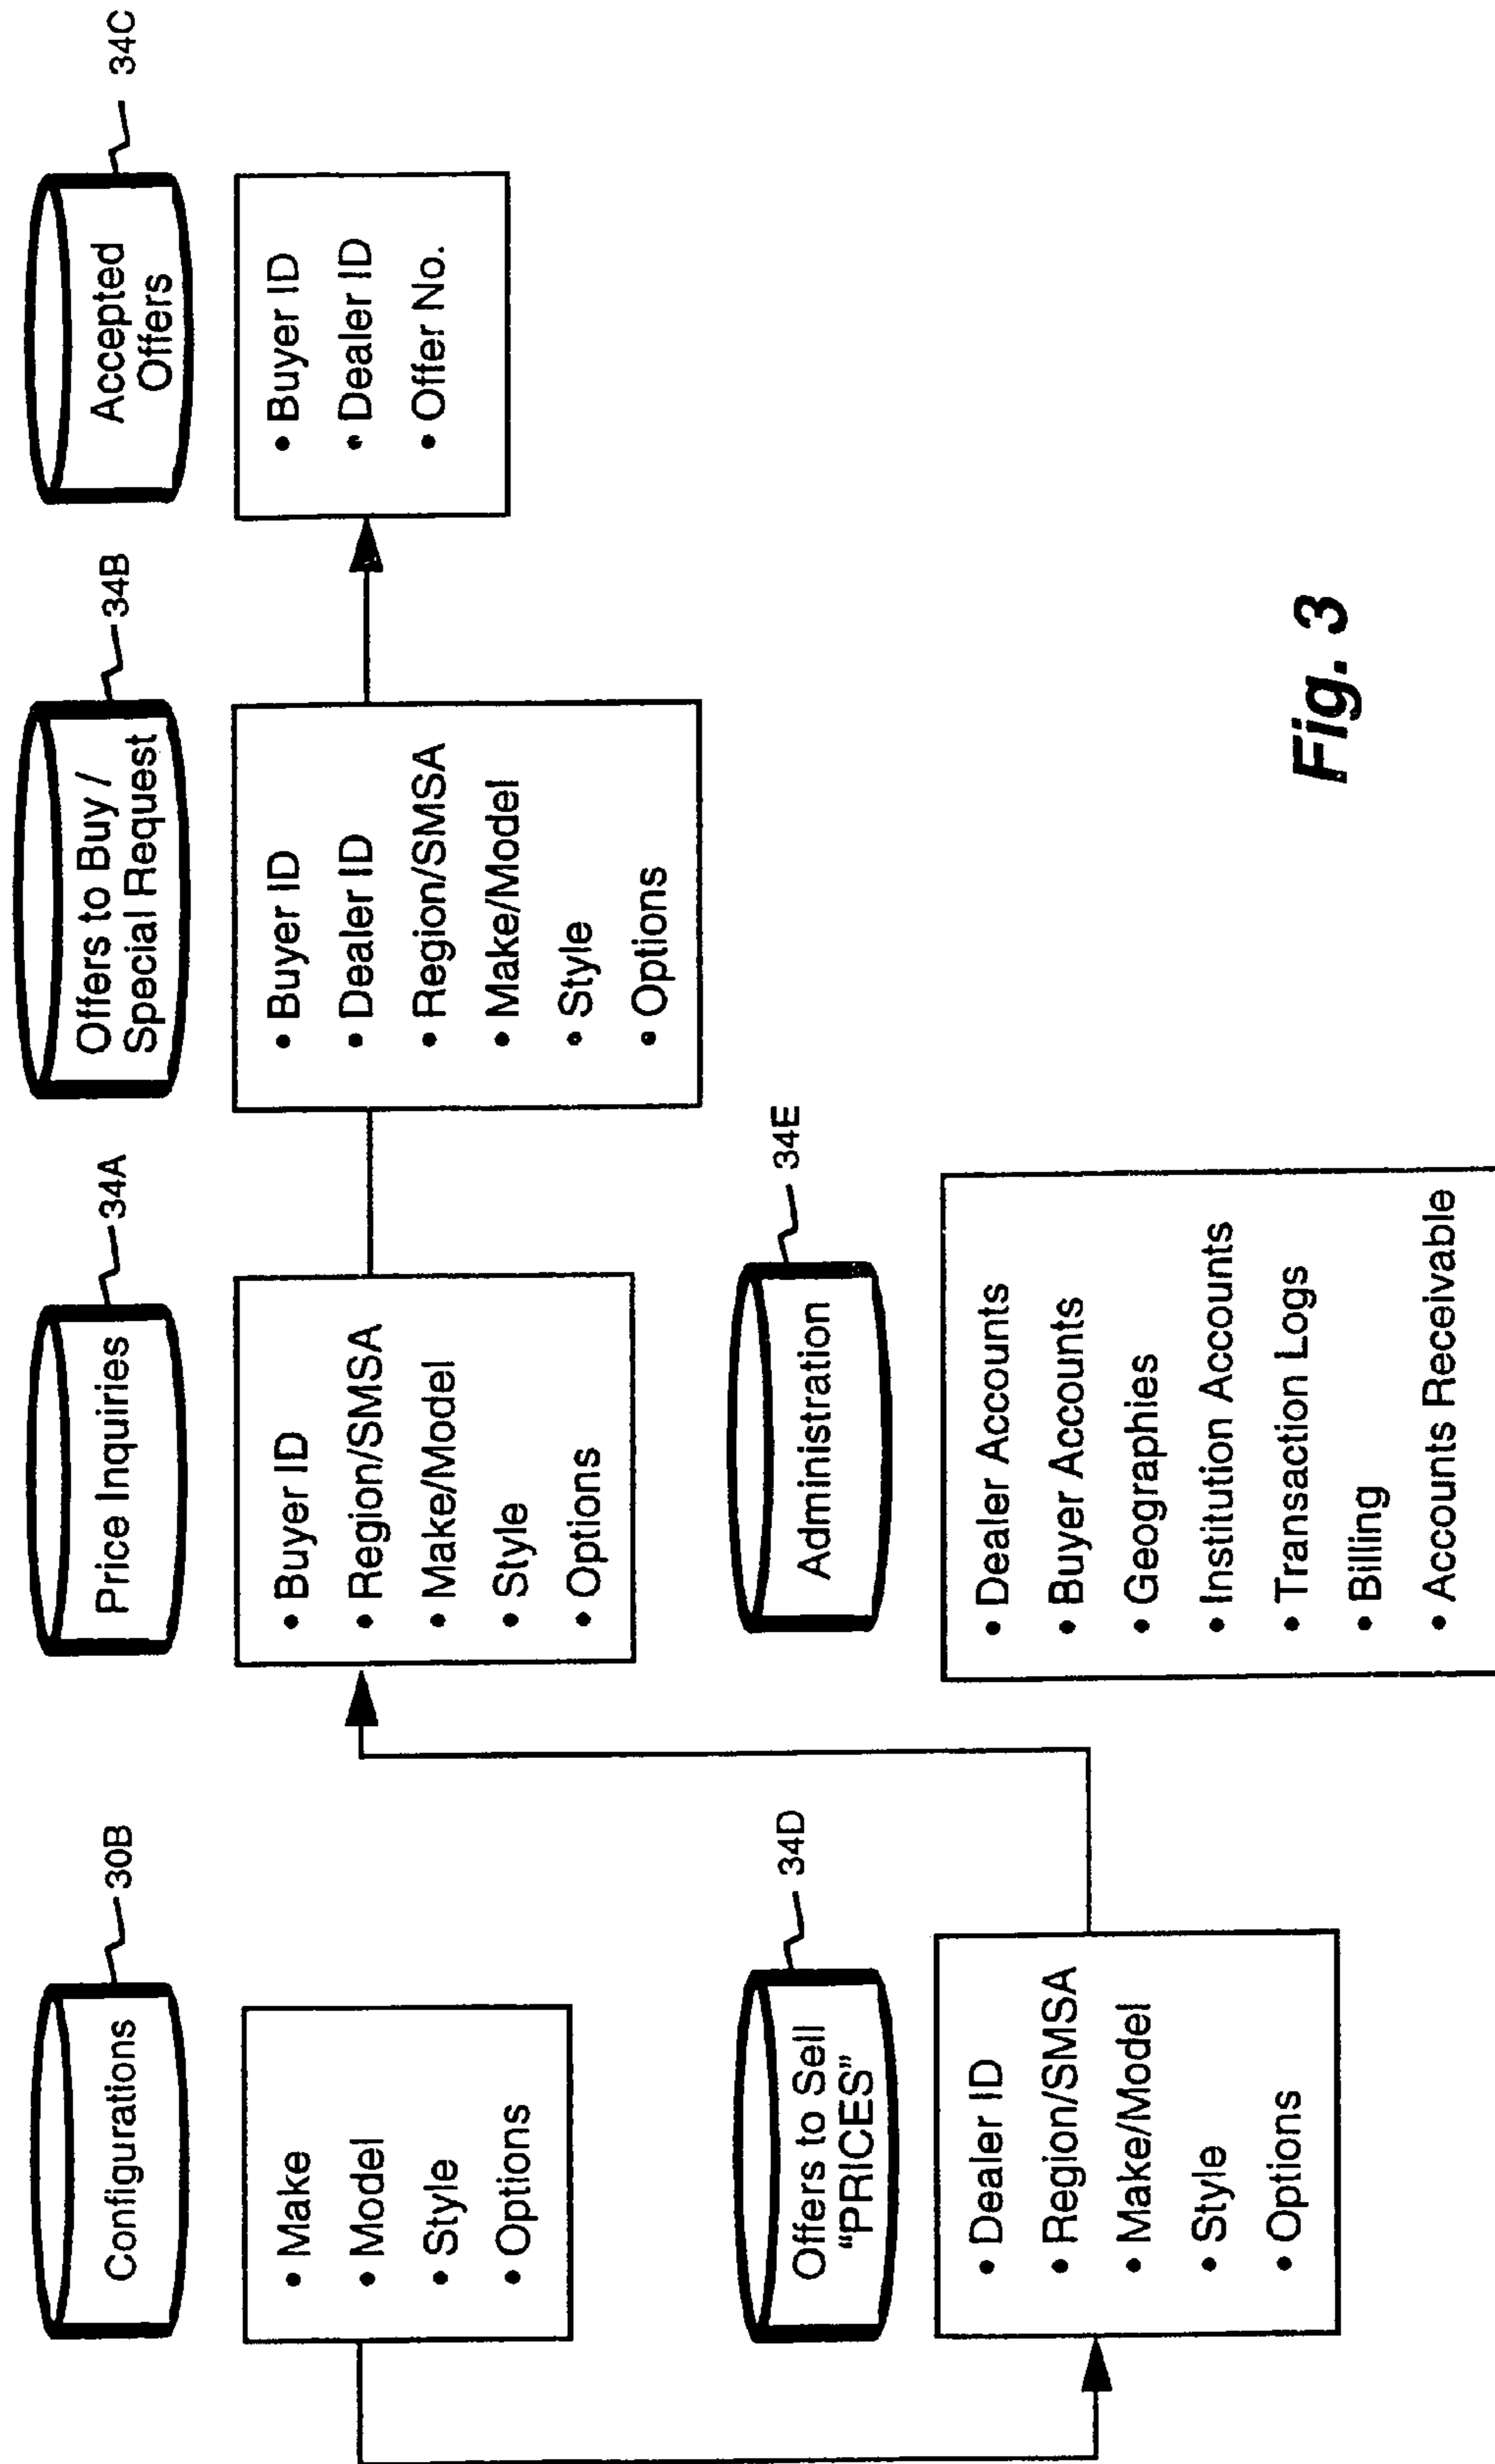 Configurations
30B
• Make
• Model
• Style
• Options
Offers to Sell
“PRICES”
34D
• Dealer ID
• Region/SMSA
• Make/Model
• Style
• Options
Price Inquiries
34A
• Buyer ID
• Region/SMSA
• Make/Model
• Style
• Options
Administration
34E
• Dealer Accounts
• Buyer Accounts
• Geographies
• Institution Accounts
• Transaction Logs
• Billing
• Accounts Receivable
Offers to Buy /
Special Request
34B
• Buyer ID
• Dealer ID
• Region/SMSA
• Make/Model
• Style
• Options
Accepted
Offers
34C
• Buyer ID
• Dealer ID
• Offer No.
Fig. 3